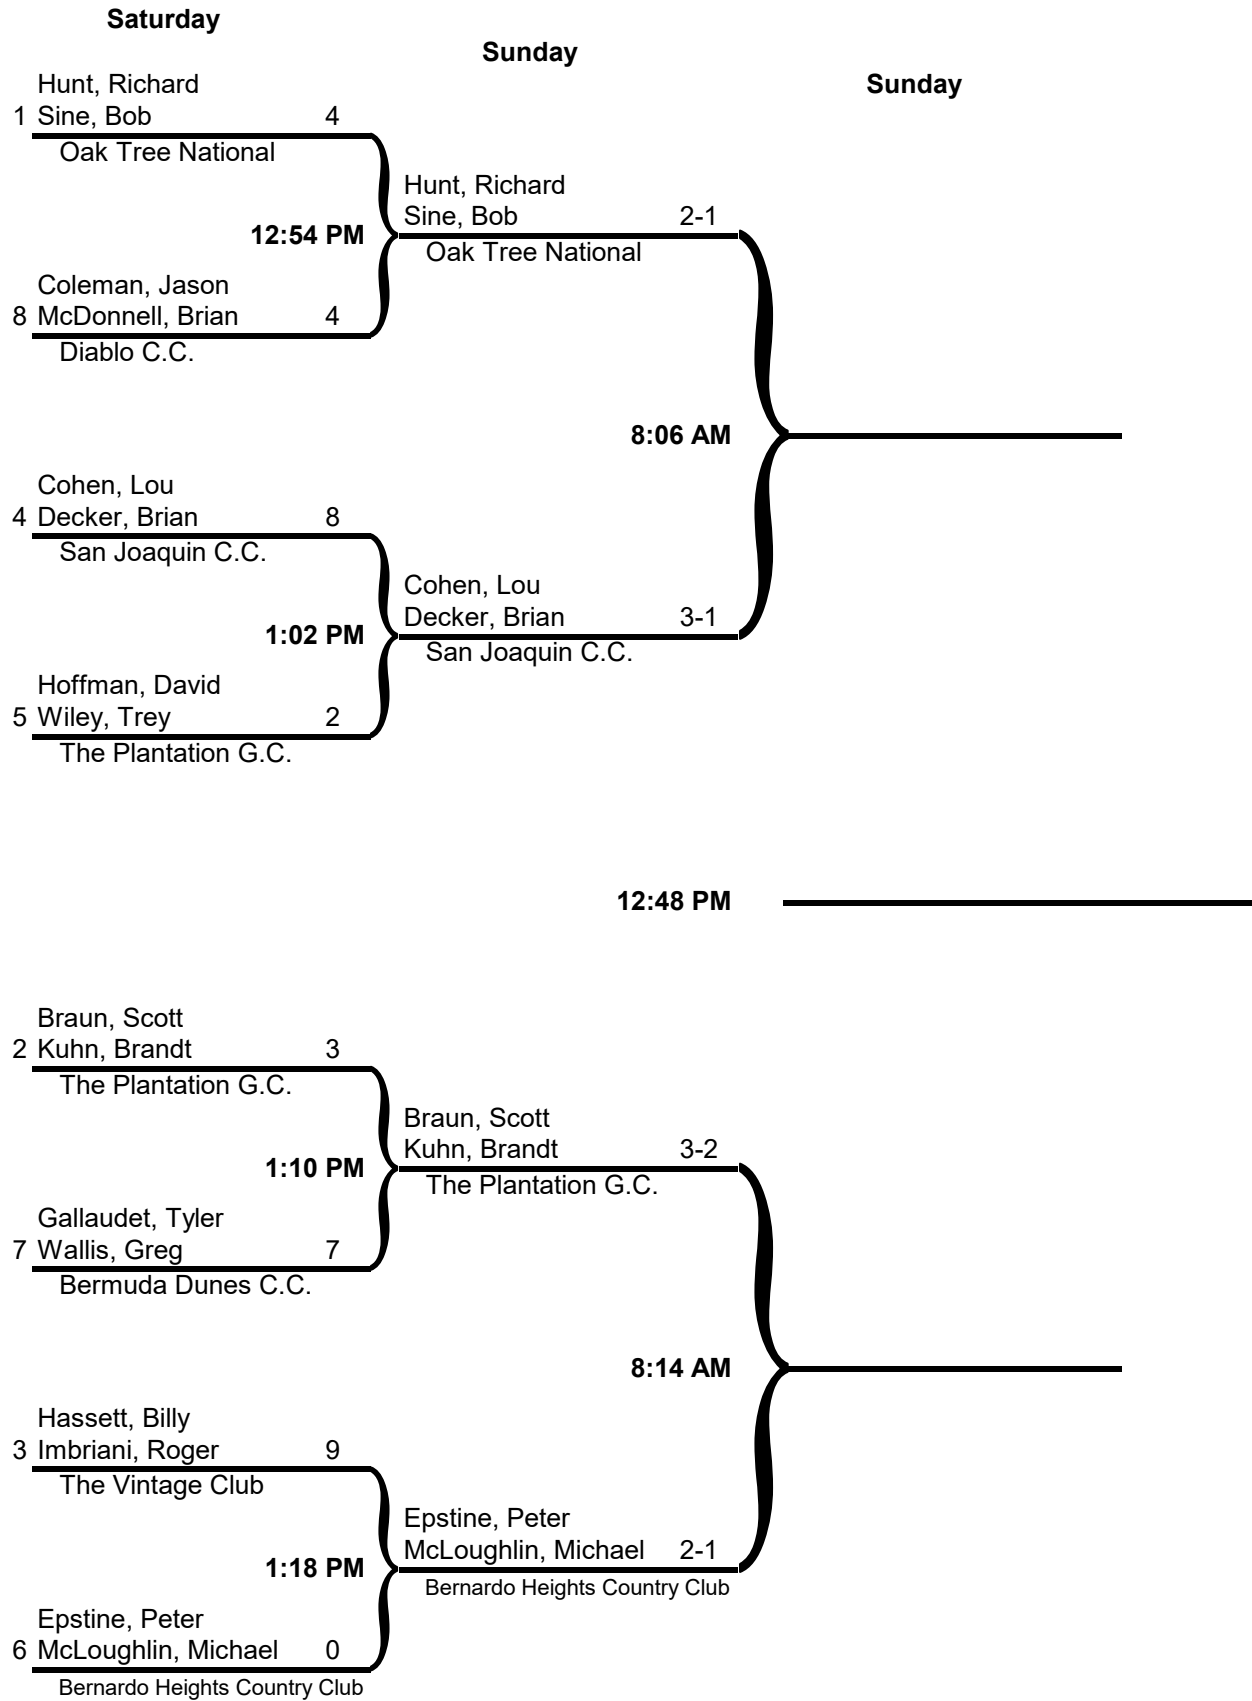 Saturday
Sunday
Sunday
Hunt, Richard
1 Sine, Bob 4
Oak Tree National
Hunt, Richard
Sine, Bob 2-1
12:54 PM
Oak Tree National
Coleman, Jason
8 McDonnell, Brian 4
Diablo C.C.
8:06 AM
Cohen, Lou
4 Decker, Brian 8
San Joaquin C.C.
Cohen, Lou
Decker, Brian 3-1
1:02 PM
San Joaquin C.C.
Hoffman, David
5 Wiley, Trey 2
The Plantation G.C.
12:48 PM
Braun, Scott
2 Kuhn, Brandt 3
The Plantation G.C.
Braun, Scott
Kuhn, Brandt 3-2
1:10 PM
The Plantation G.C.
Gallaudet, Tyler
7 Wallis, Greg 7
Bermuda Dunes C.C.
8:14 AM
Hassett, Billy
3 Imbriani, Roger 9
The Vintage Club
Epstine, Peter
McLoughlin, Michael 2-1
1:18 PM
Bernardo Heights Country Club
Epstine, Peter
6 McLoughlin, Michael 0
Bernardo Heights Country Club